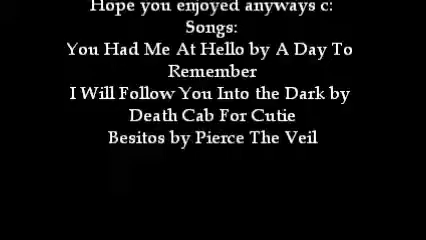 Hope you enjoyed anyways c:
Songs:
You Had Me At Hello by A Day To
Remember
I Will Follow You Into the Dark by
Death Cab For Cutie
Besitos by Pierce The Veil